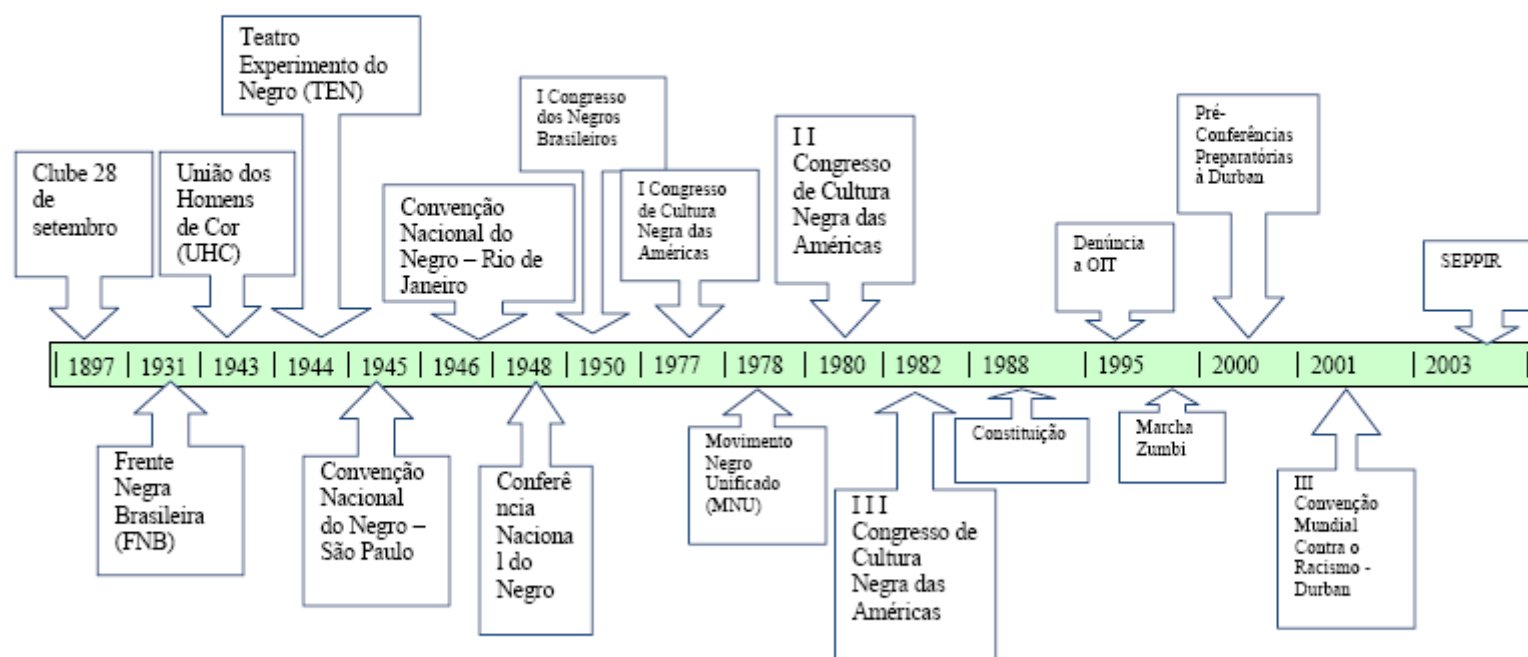 Teatro
Experimento do
Negro (TEN)
I Congresso
dos Negros
Brasileiros
I I
Congresso
de Cultura
Negra das
Américas
Pré-
Conferências
Preparatórias
à Durban
Clube 28
de
setembro
União dos
Homens
de Cor
(UHC)
Convenção
Nacional do
Negro – Rio de
Janeiro
I Congresso
de Cultura
Negra das
Américas
Denúncia
a OIT
SEPPIR
| 1897 | 1931 | 1943 | 1944 | 1945 | 1946 | 1948 | 1950 | 1977 | 1978 | 1980 | 1982 | 1988 | 1995 | 2000 | 2001 | 2003 |
Frente
Negra
Brasileira
(FNB)
Convenção
Nacional
do Negro –
São Paulo
Conferê
ncia
Naciona
l do
Negro
Movimento
Negro
Unificado
(MNU)
I I I
Congresso de
Cultura
Negra das
Américas
Constituição
Marcha
Zumbi
III
Convenção
Mundial
Contra o
Racismo -
Durban